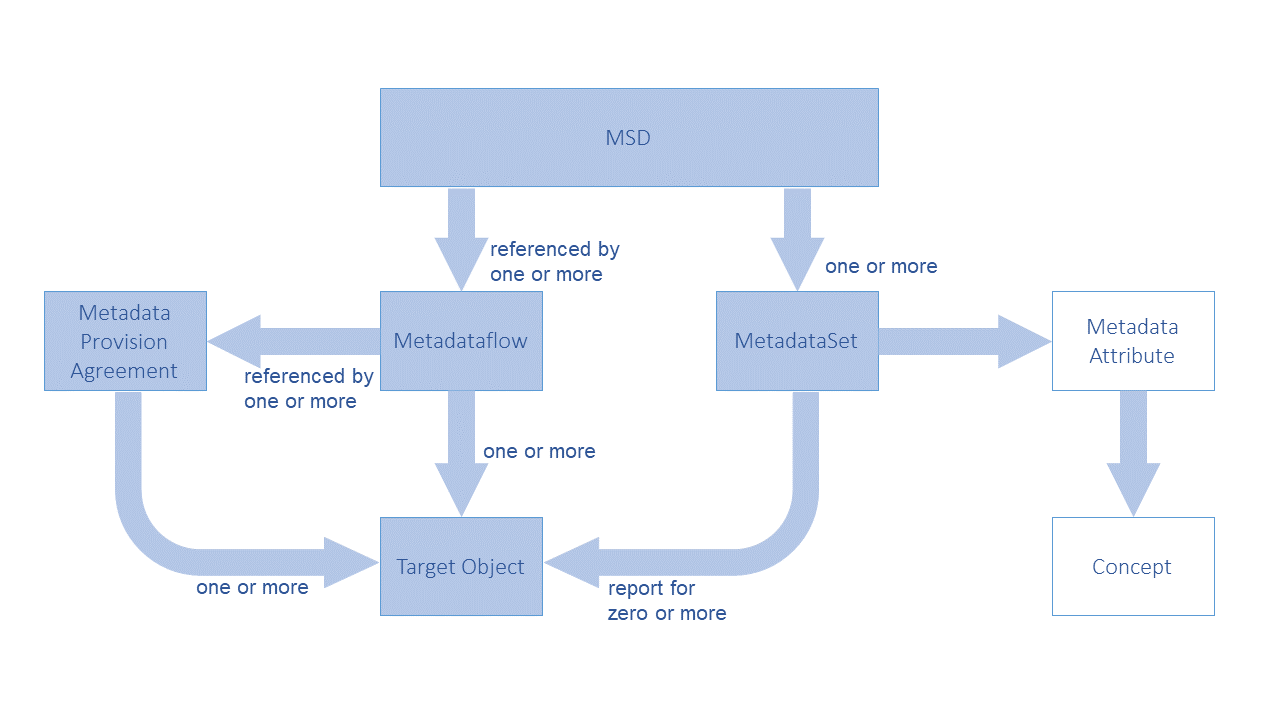 MSD
referenced by
one or more
one or more
Metadata
Provision
Agreement
Metadataflow
MetadataSet
Metadata
Attribute
referenced by
one or more
one or more
Target Object
Concept
one or more
report for
zero or more